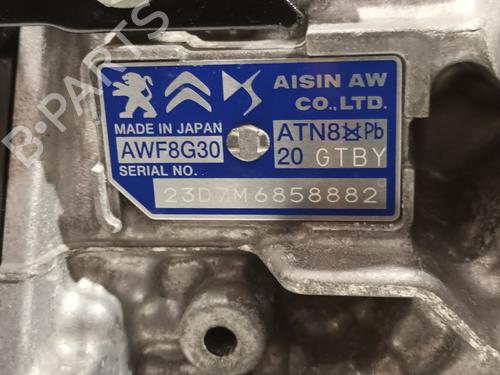 AISIN AW
CO., LTD.
MADE IN JAPAN
AWF8G30
ATN8 Pb
20 GTBY
SERIAL NO.
23D7M6858882
B-PARTS